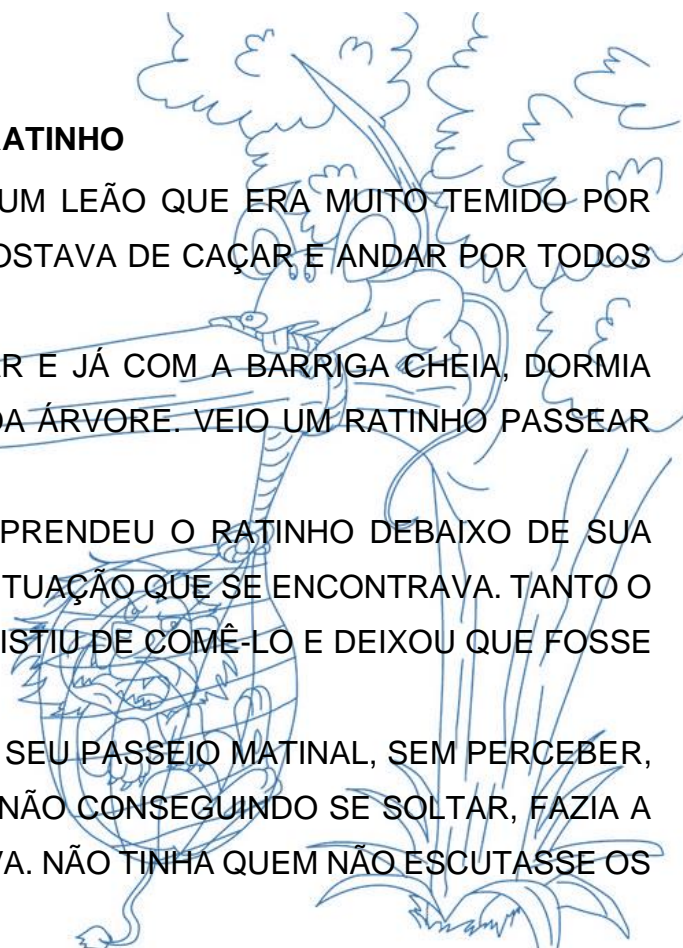 RATINHO
UM LEÃO QUE ERA MUITO TEMIDO POR
OSTAVA DE CAÇAR E ANDAR POR TODOS
AR E JÁ COM A BARRIGA CHEIA, DORMIA
DA ÁRVORE. VEIO UM RATINHO PASSEAR
PRENDEU O RATINHO DEBAIXO DE SUA
TUAÇÃO QUE SE ENCONTRAVA. TANTO O
ISTIU DE COMÊ-LO E DEIXOU QUE FOSSE
SEU PASSEIO MATINAL, SEM PERCEBER,
NÃO CONSEGUINDO SE SOLTAR, FAZIA A
VA. NÃO TINHA QUEM NÃO ESCUTASSE OS